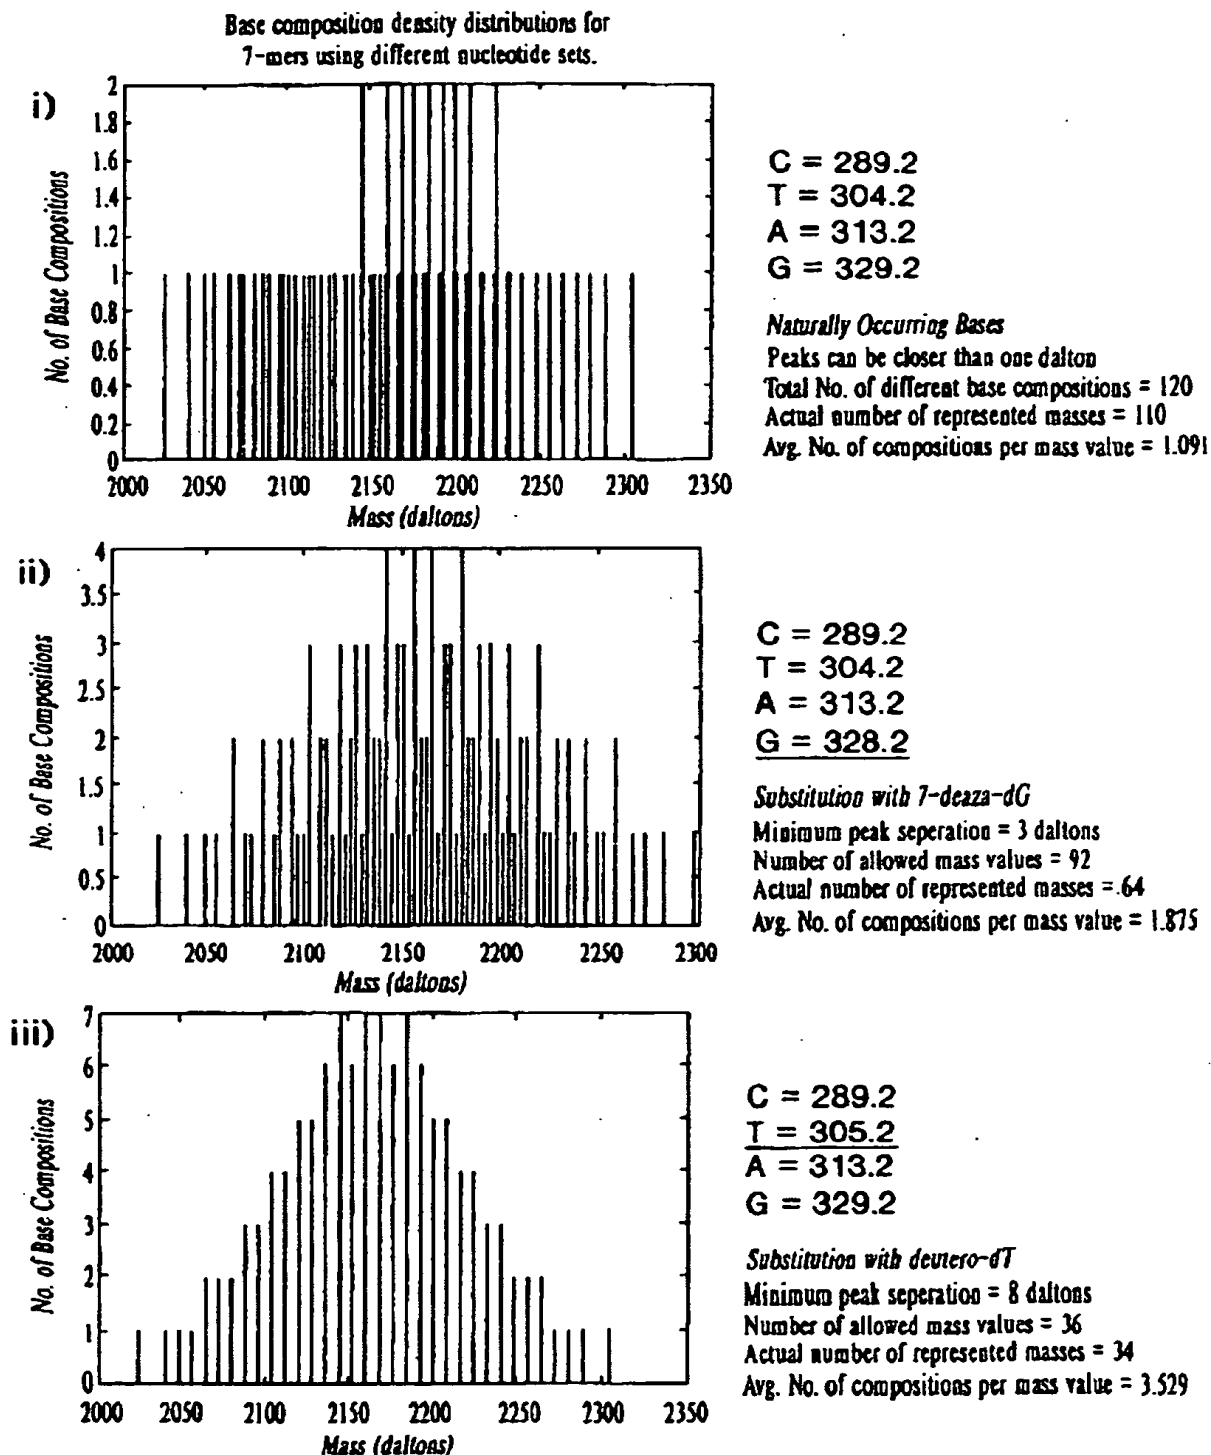 Base composition density distributions for
7-mers using different nucleotide sets.
i)
No. of Base Compositions
2
1.8
1.6
1.4
1.2
1
0.8
0.6
0.4
0.2
0
2000 2050 2100 2150 2200 2250 2300 2350
Mass (daltons)
C = 289.2
T = 304.2
A = 313.2
G = 329.2
Naturally Occurring Bases
Peaks can be closer than one dalton
Total No. of different base compositions = 120
Actual number of represented masses = 110
Avg. No. of compositions per mass value = 1.091
ii)
No. of Base Compositions
4
3.5
3
2.5
2
1.5
1
0.5
0
2000 2050 2100 2150 2200 2250 2300
Mass (daltons)
C = 289.2
T = 304.2
A = 313.2
G = 328.2
Substitution with 7-deaza-dG
Minimum peak seperation = 3 daltons
Number of allowed mass values = 92
Actual number of represented masses = 64
Avg. No. of compositions per mass value = 1.875
iii)
No. of Base Compositions
7
6
5
4
3
2
1
0
2000 2050 2100 2150 2200 2250 2300 2350
Mass (daltons)
C = 289.2
T = 305.2
A = 313.2
G = 329.2
Substitution with deutero-dT
Minimum peak seperation = 8 daltons
Number of allowed mass values = 36
Actual number of represented masses = 34
Avg. No. of compositions per mass value = 3.529